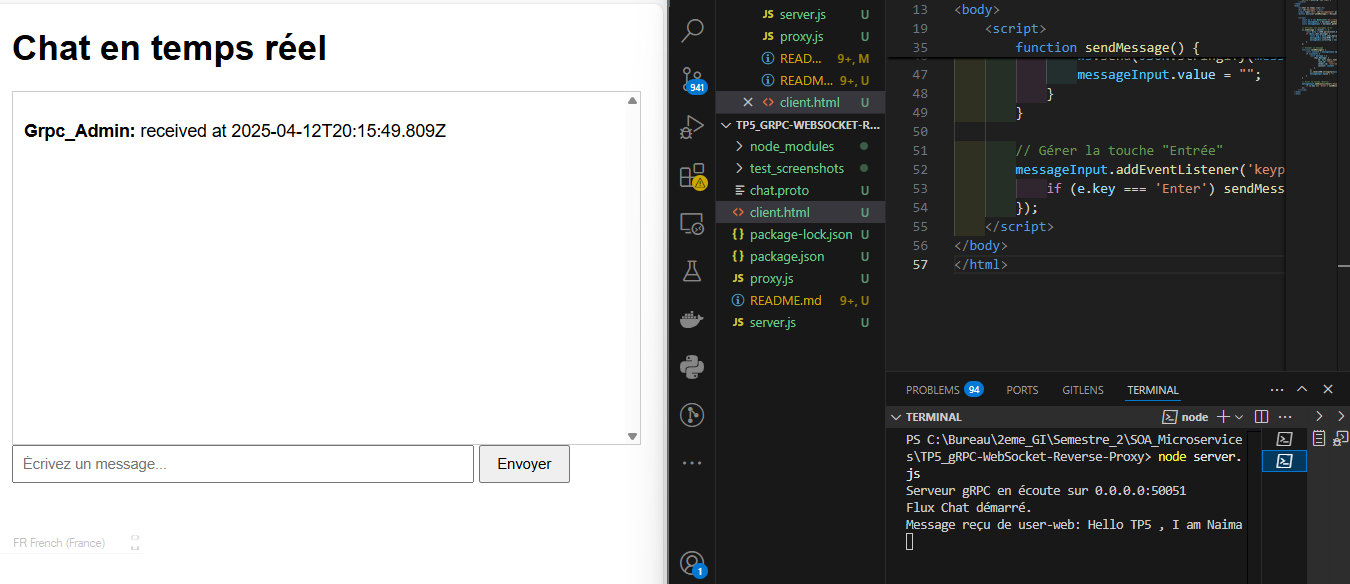 Chat en temps réel
Grpc_Admin: received at 2025-04-12T20:15:49.809Z
Écrivez un message...
Envoyer
FR French (France)
941
1
JS server.js U
JS proxy.js U
READ... 9+, M
READM... 9+, U
client.html U
TP5_GRPC-WEBSOCKET-R...
node_modules
test_screenshots
chat.proto U
client.html U
package-lock.json U
package.json U
JS proxy.js U
README.md 9+, U
JS server.js U
13 <body>
19 <script>
35 function sendMessage() {
47 messageInput.value = "";
48 }
49 }
50
51 // Gérer la touche "Entrée"
52 messageInput.addEventListener('keyp
53 if (e.key === 'Enter') sendMess
54 });
55 </script>
56 </body>
57 </html>
PROBLEMS 94 PORTS GITLENS TERMINAL
TERMINAL node
PS C:\Bureau\2eme_GI\Semestre_2\SOA_Microservice
s\TP5_gRPC-WebSocket-Reverse-Proxy> node server.
js
Serveur gRPC en écoute sur 0.0.0.0:50051
Flux Chat démarré.
Message reçu de user-web: Hello TP5 , I am Naima